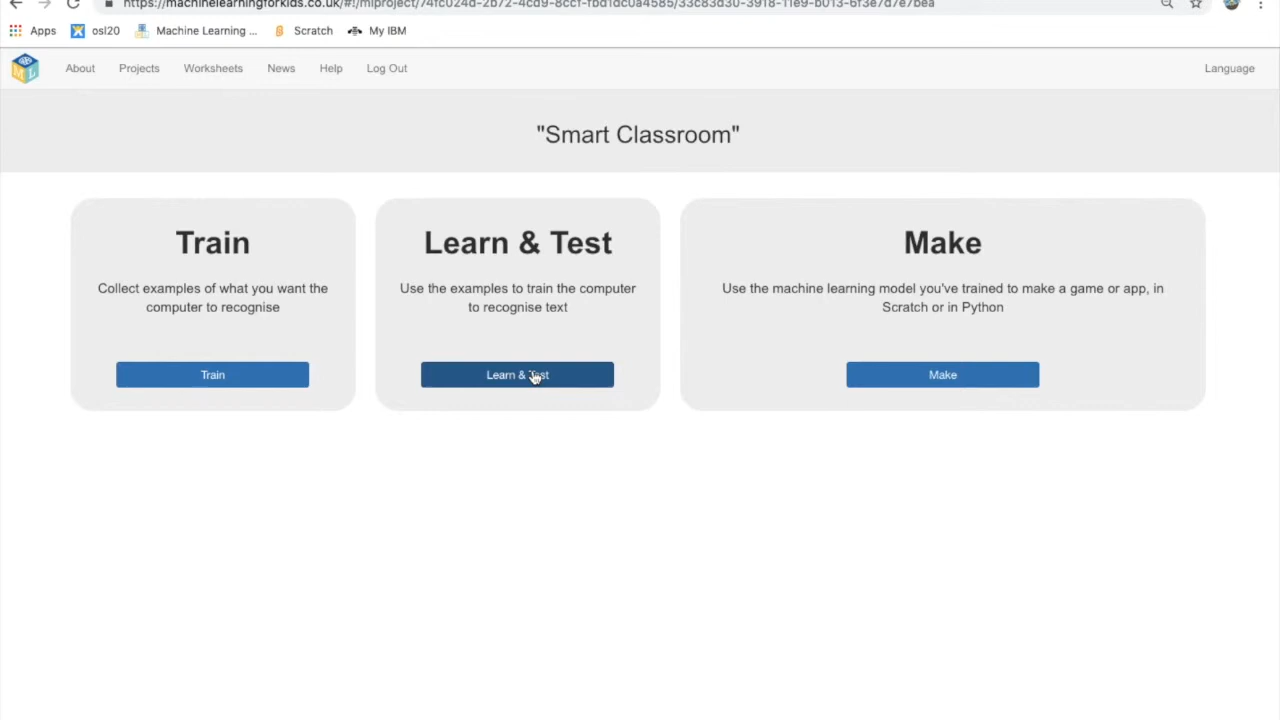 Apps osl20 Machine Learning ... Scratch My IBM
About Projects Worksheets News Help Log Out Language
"Smart Classroom"
Train
Collect examples of what you want the
computer to recognise
Train
Learn & Test
Use the examples to train the computer
to recognise text
Learn & Test
Make
Use the machine learning model you've trained to make a game or app, in
Scratch or in Python
Make